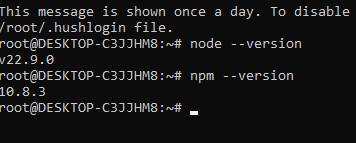 This message is shown once a day. To disable
/root/.hushlogin file.
root@DESKTOP-C3JJHM8:~# node --version
v22.9.0
root@DESKTOP-C3JJHM8:~# npm --version
10.8.3
root@DESKTOP-C3JJHM8:~#